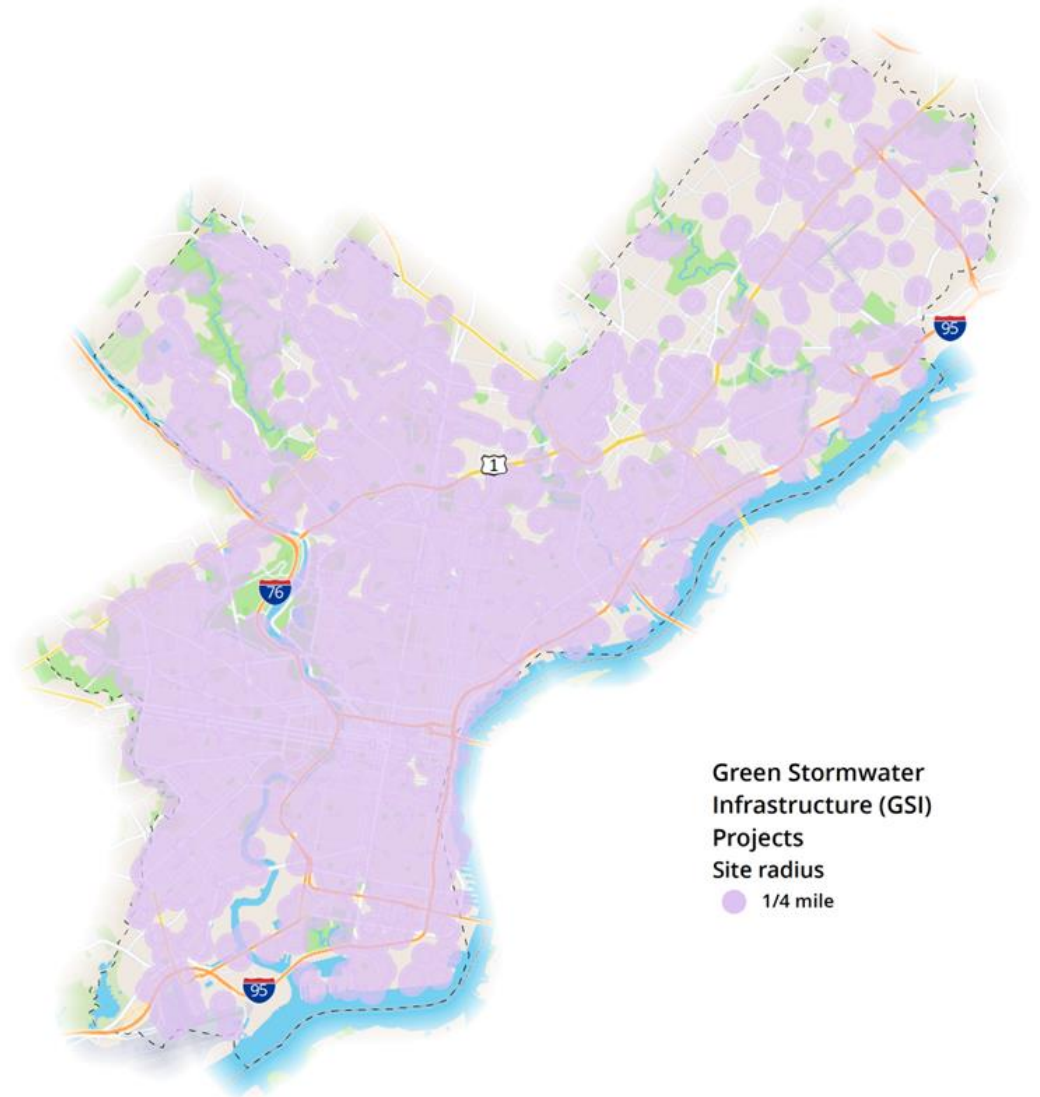 95
1
76
Green Stormwater
Infrastructure (GSI)
Projects
Site radius
1/4 mile
95